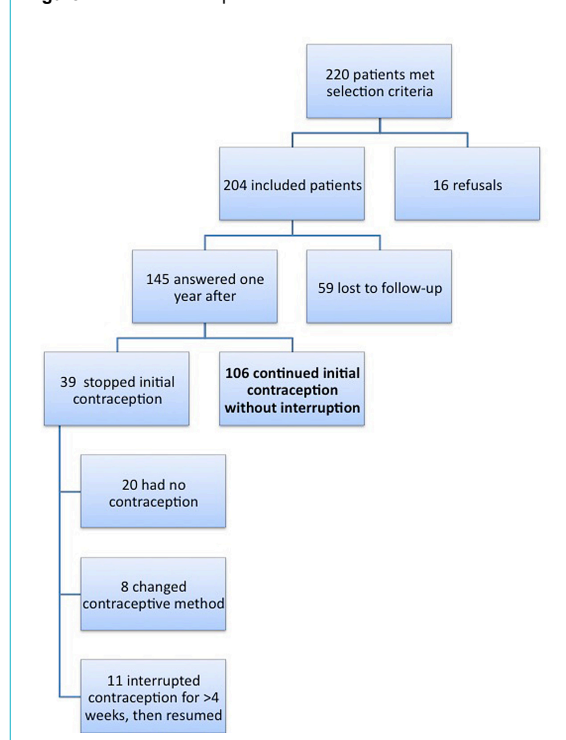 220 patients met
selection criteria
204 included patients
16 refusals
145 answered one
year after
59 lost to follow-up
39 stopped initial
contraception
106 continued initial
contraception
without interruption
20 had no
contraception
8 changed
contraceptive method
11 interrupted
contraception for >4
weeks, then resumed